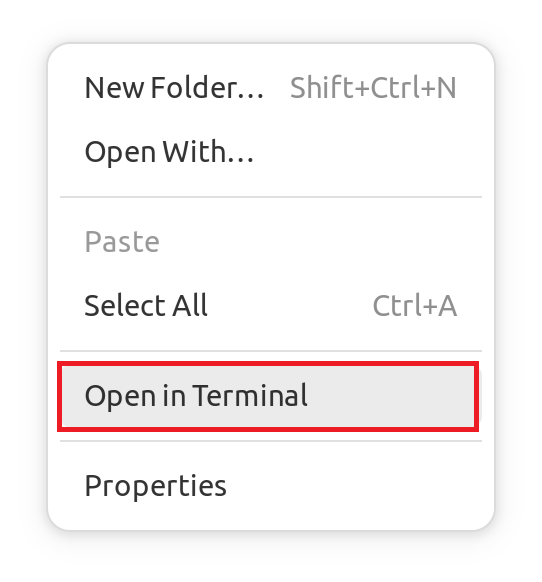 New Folder… Shift+Ctrl+N
Open With…
Paste
Select All Ctrl+A
Open in Terminal
Properties